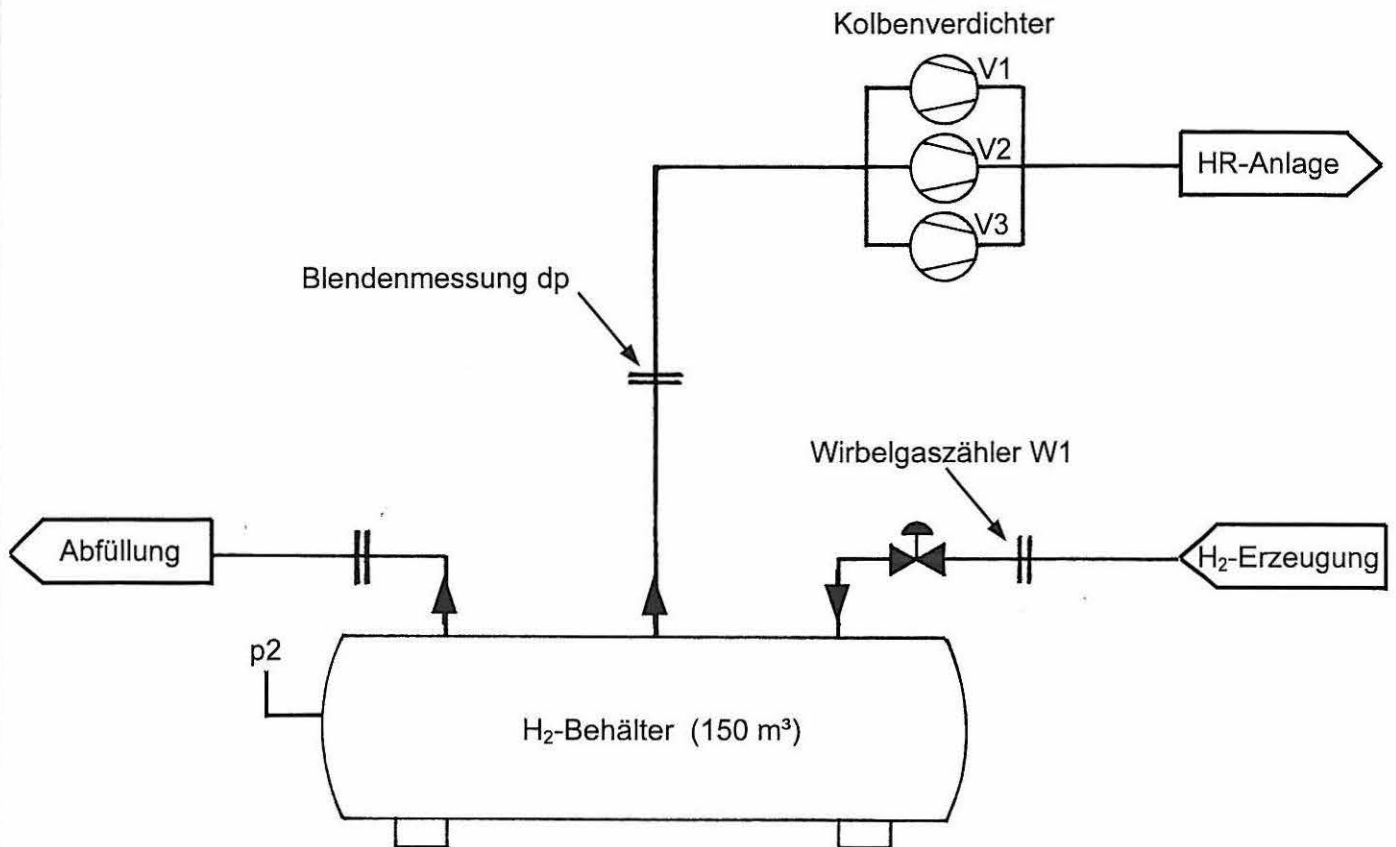 Kolbenverdichter
V1
V2
HR-Anlage
V3
Blendenmessung dp
Wirbelgaszähler W1
Abfüllung
H₂-Erzeugung
p2
H₂-Behälter (150 m³)